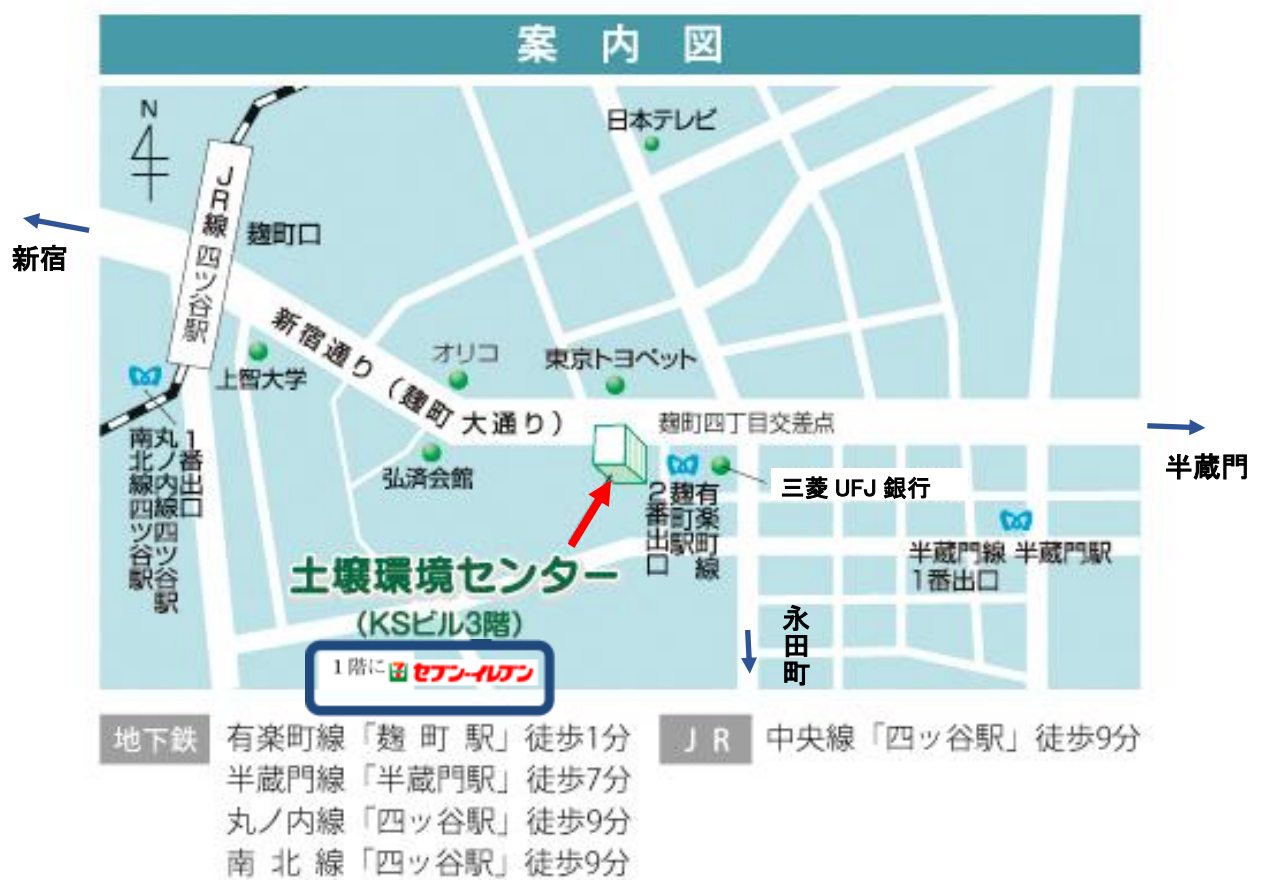 案内図
N
日本テレビ
JR線 四ツ谷駅
麹町口
新宿
新宿通り(麹町大通り)
オリコ
東京トヨペット
上智大学
麹町四丁目交差点
半蔵門
弘済会館
三菱UFJ銀行
1番出口
丸ノ内線四ツ谷駅
南北線四ツ谷駅
有楽町線
麹町駅
2番出口
半蔵門線 半蔵門駅
1番出口
土壌環境センター
(KSビル3階)
永田町
1階に セブン-イレブン
地下鉄 有楽町線「麹町駅」徒歩1分
半蔵門線「半蔵門駅」徒歩7分
丸ノ内線「四ッ谷駅」徒歩9分
南北線「四ッ谷駅」徒歩9分
JR 中央線「四ッ谷駅」徒歩9分